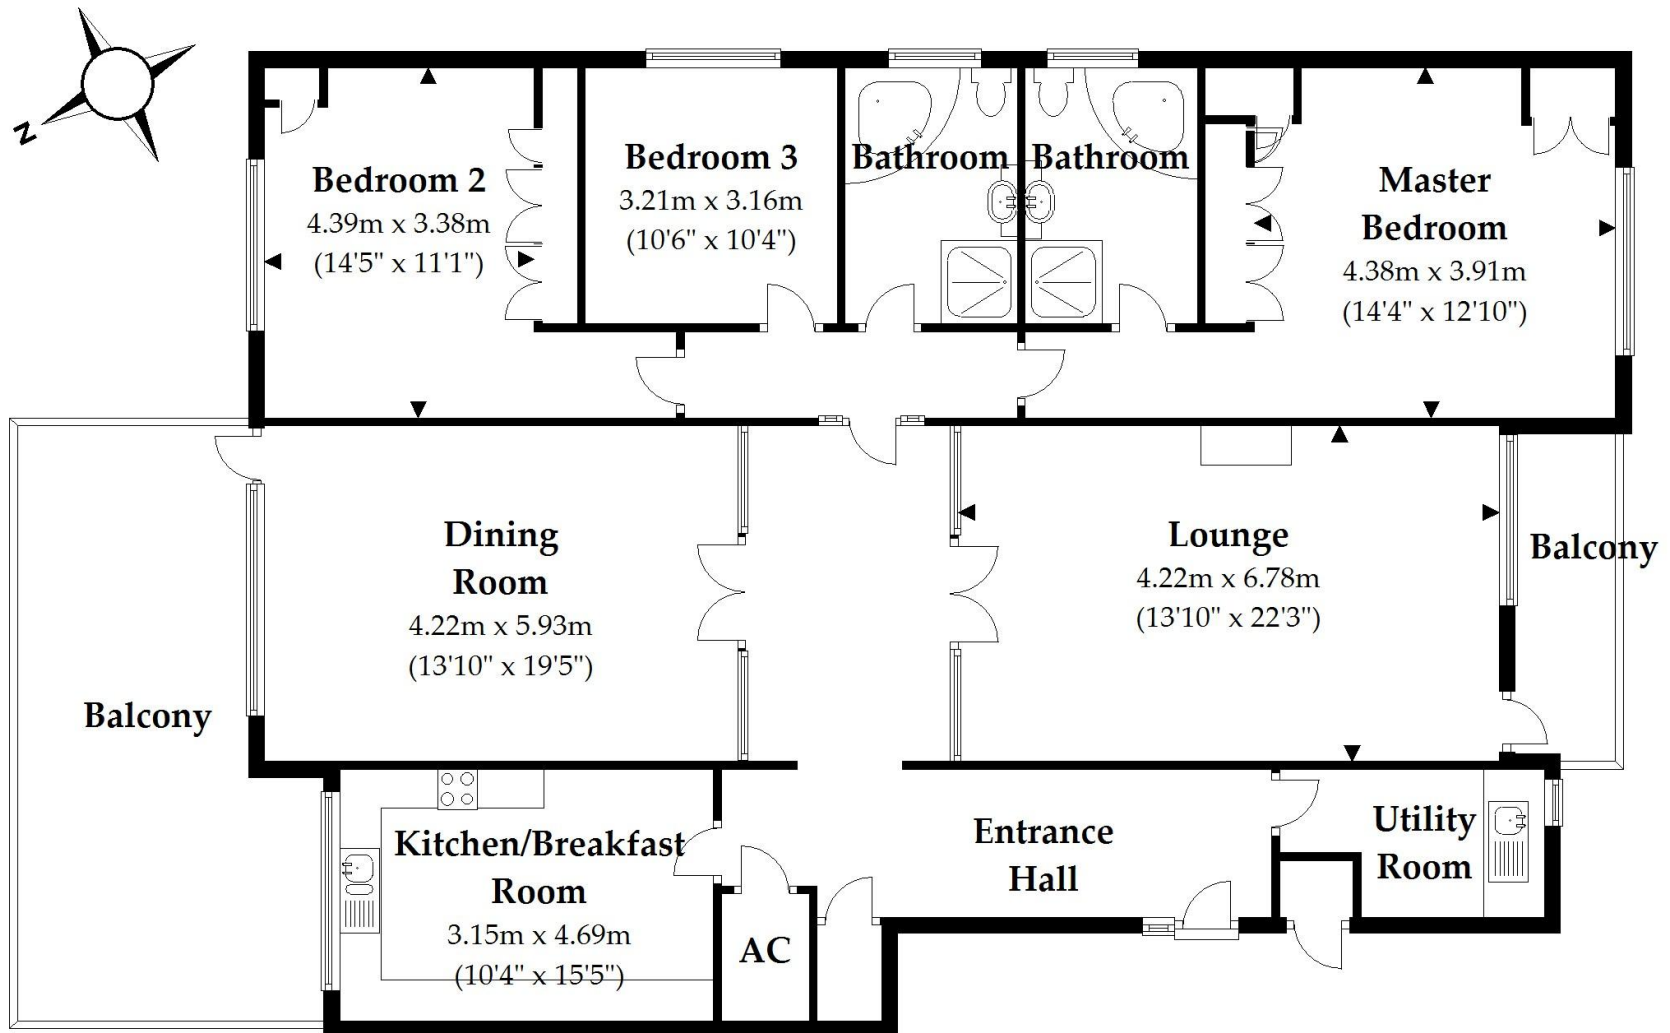 N
Bedroom 2
4.39m x 3.38m
(14'5" x 11'1")
Bedroom 3
3.21m x 3.16m
(10'6" x 10'4")
Bathroom
Bathroom
Master
Bedroom
4.38m x 3.91m
(14'4" x 12'10")
Dining
Room
4.22m x 5.93m
(13'10" x 19'5")
Lounge
4.22m x 6.78m
(13'10" x 22'3")
Balcony
Balcony
Kitchen/Breakfast
Room
3.15m x 4.69m
(10'4" x 15'5")
AC
Entrance
Hall
Utility
Room